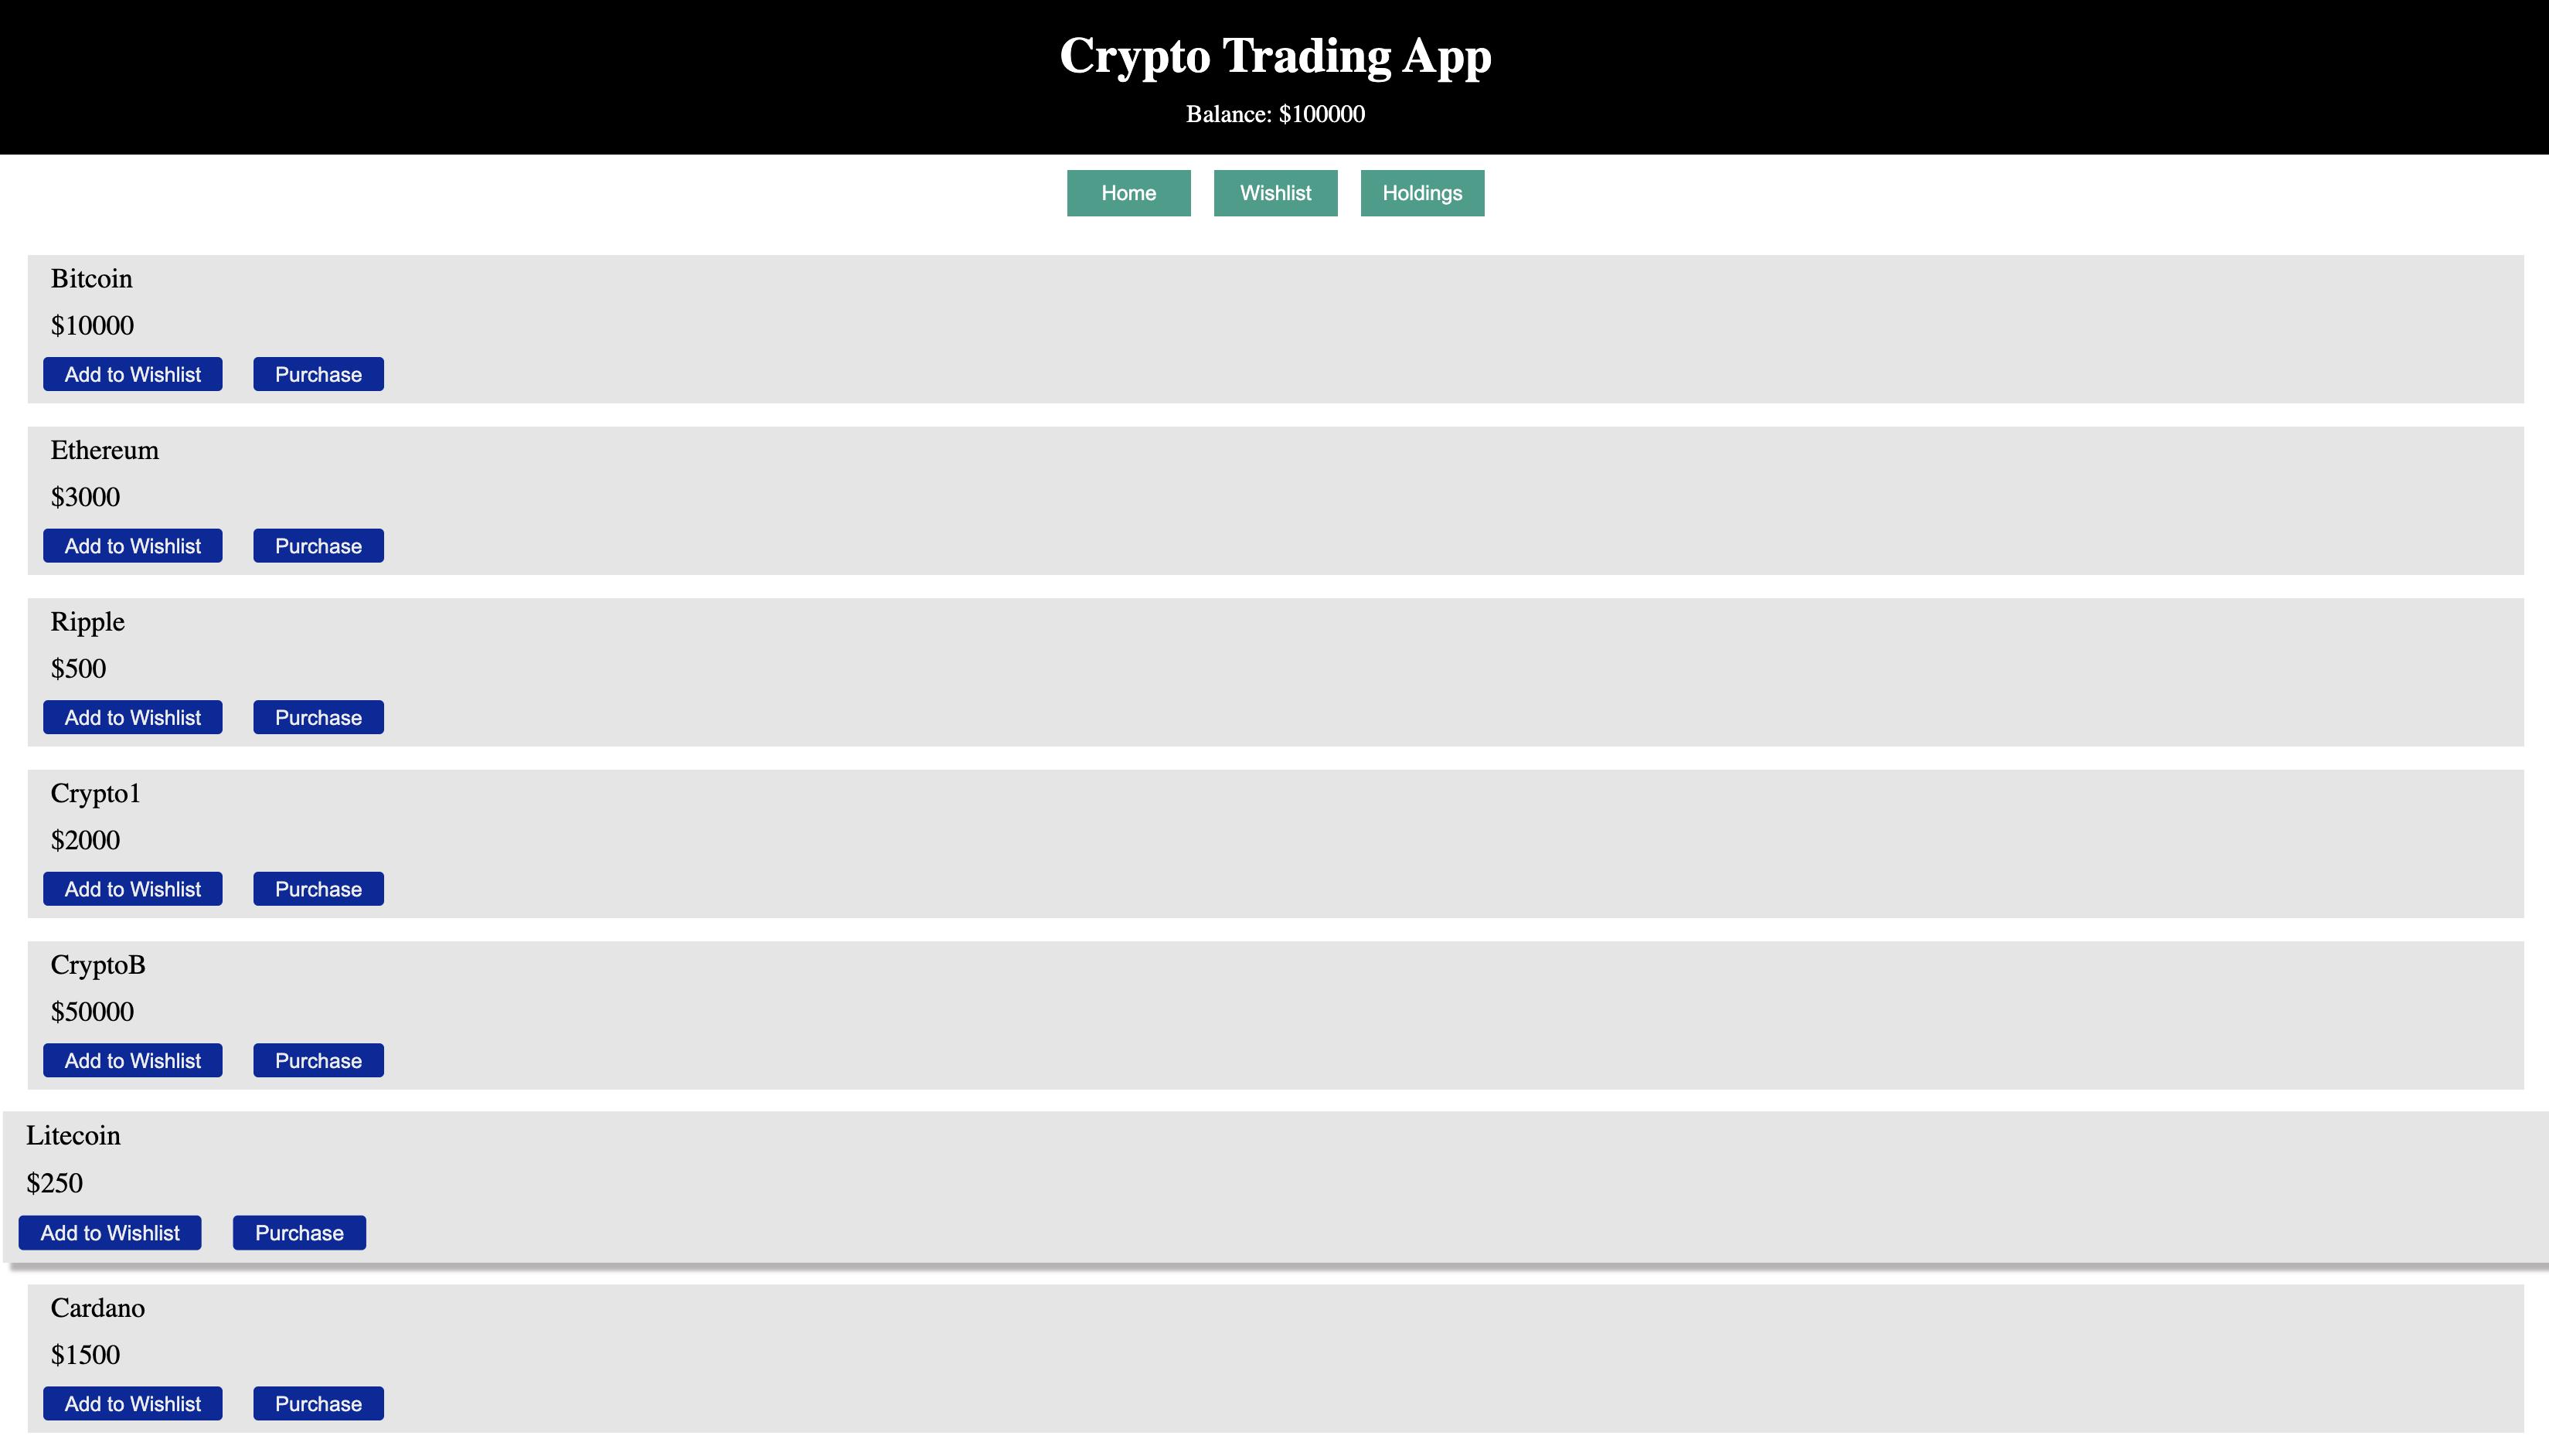 Crypto Trading App
Balance: $100000
Home Wishlist Holdings
Bitcoin
$10000
Add to Wishlist Purchase
Ethereum
$3000
Add to Wishlist Purchase
Ripple
$500
Add to Wishlist Purchase
Crypto1
$2000
Add to Wishlist Purchase
CryptoB
$50000
Add to Wishlist Purchase
Litecoin
$250
Add to Wishlist Purchase
Cardano
$1500
Add to Wishlist Purchase